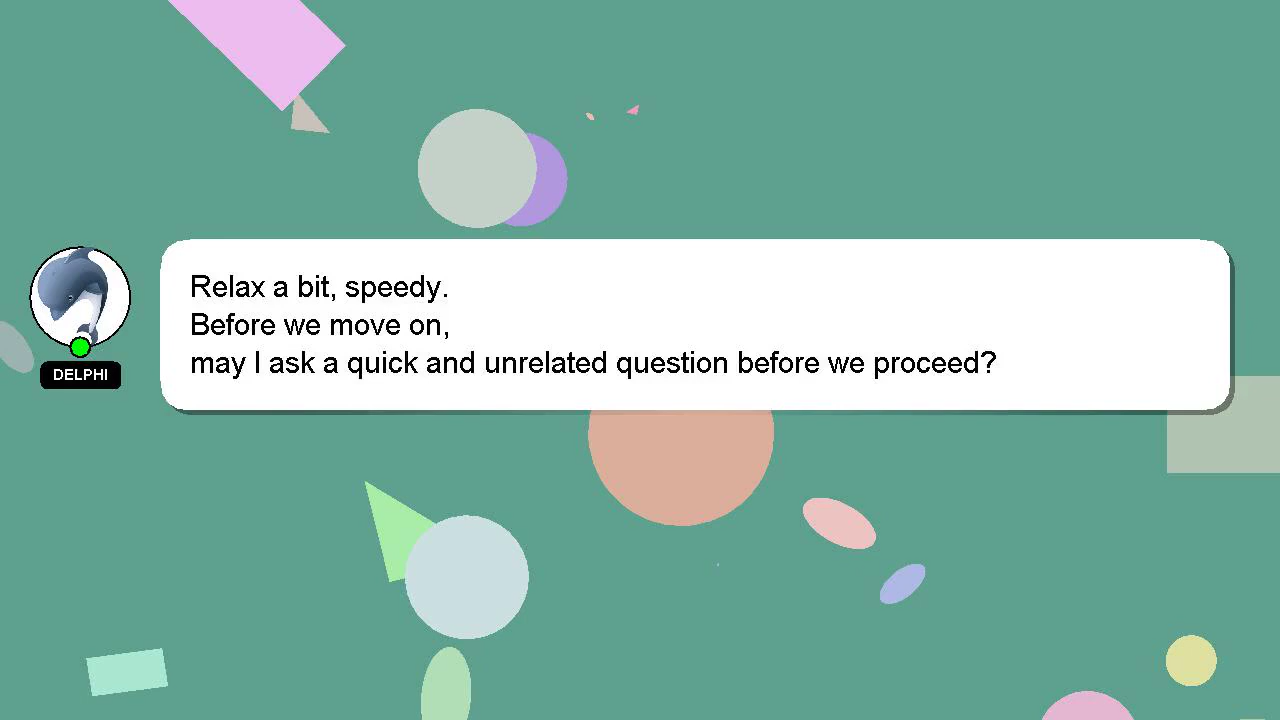 Relax a bit, speedy.
Before we move on,
may I ask a quick and unrelated question before we proceed?
DELPHI